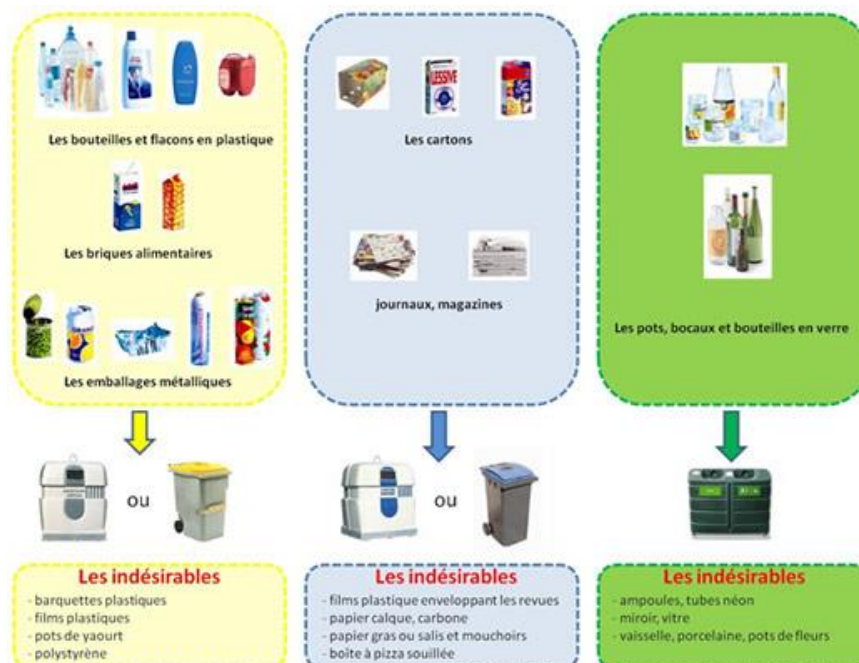 Les bouteilles et flacons en plastique
Les briques alimentaires
Les emballages métalliques
ou
Les indésirables
- barquettes plastiques
- films plastiques
- pots de yaourt
- polystyrène
LESSIVE
Les cartons
journaux, magazines
ou
Les indésirables
- films plastique enveloppant les revues
- papier calque, carbone
- papier gras ou salis et mouchoirs
- boîte à pizza souillée
Les pots, bocaux et bouteilles en verre
Les indésirables
- ampoules, tubes néon
- miroir, vitre
- vaisselle, porcelaine, pots de fleurs